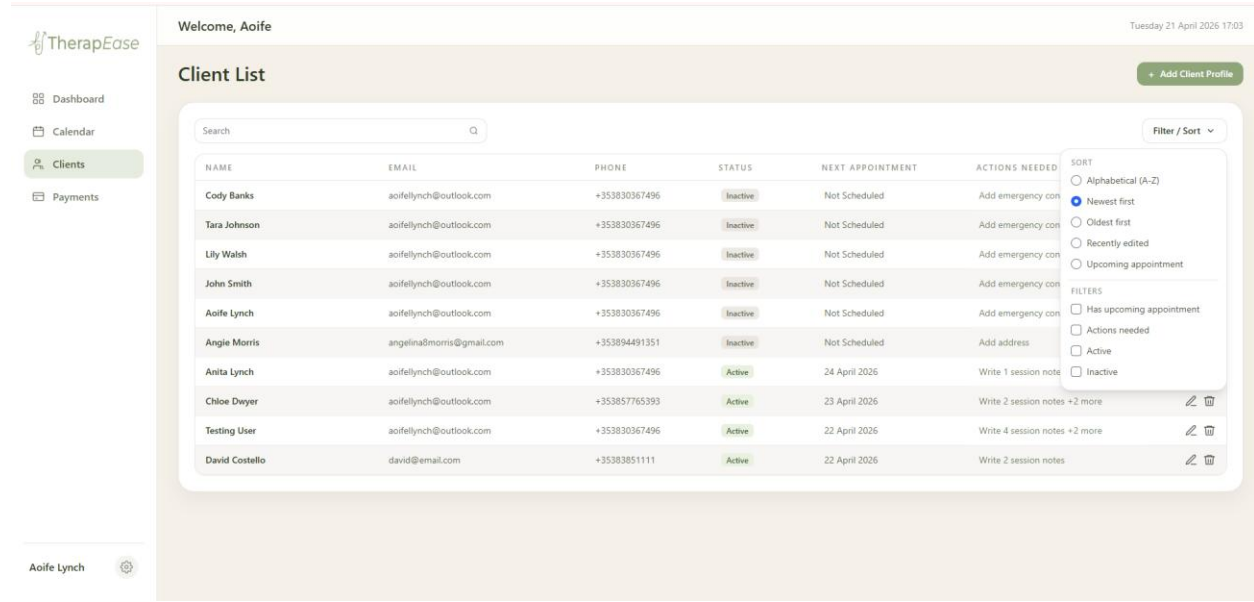 Welcome, Aoife
Tuesday 21 April 2026 17:03
TherapEase
Dashboard
Calendar
Clients
Payments
Aoife Lynch
Client List
+ Add Client Profile
Search
Filter / Sort
NAME EMAIL PHONE STATUS NEXT APPOINTMENT ACTIONS NEEDED
Cody Banks aoifellynch@outlook.com +353830367496 Inactive Not Scheduled Add emergency con
Tara Johnson aoifellynch@outlook.com +353830367496 Inactive Not Scheduled Add emergency con
Lily Walsh aoifellynch@outlook.com +353830367496 Inactive Not Scheduled Add emergency con
John Smith aoifellynch@outlook.com +353830367496 Inactive Not Scheduled Add emergency con
Aoife Lynch aoifellynch@outlook.com +353830367496 Inactive Not Scheduled Add emergency con
Angie Morris angelina8morris@gmail.com +353894491351 Inactive Not Scheduled Add address
Anita Lynch aoifellynch@outlook.com +353830367496 Active 24 April 2026 Write 1 session note
Chloe Dwyer aoifellynch@outlook.com +353857765393 Active 23 April 2026 Write 2 session notes +2 more
Testing User aoifellynch@outlook.com +353830367496 Active 22 April 2026 Write 4 session notes +2 more
David Costello david@email.com +35383851111 Active 22 April 2026 Write 2 session notes
SORT
Alphabetical (A-Z)
Newest first
Oldest first
Recently edited
Upcoming appointment
FILTERS
Has upcoming appointment
Actions needed
Active
Inactive